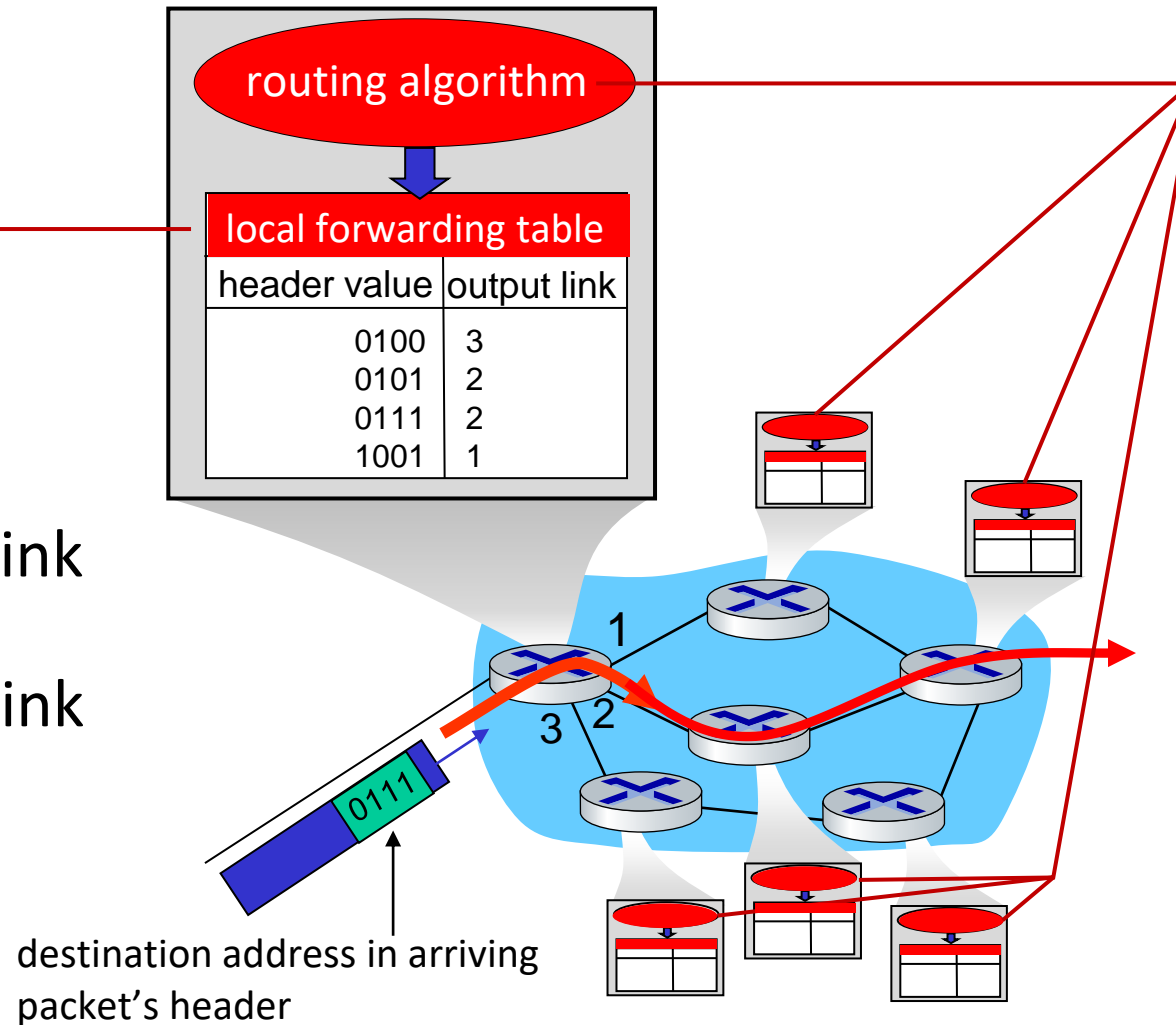 routing algorithm
local forwarding table
header value output link
0100 3
0101 2
0111 2
1001 1
ink
ink
1
2
3
0111
destination address in arriving
packet’s header